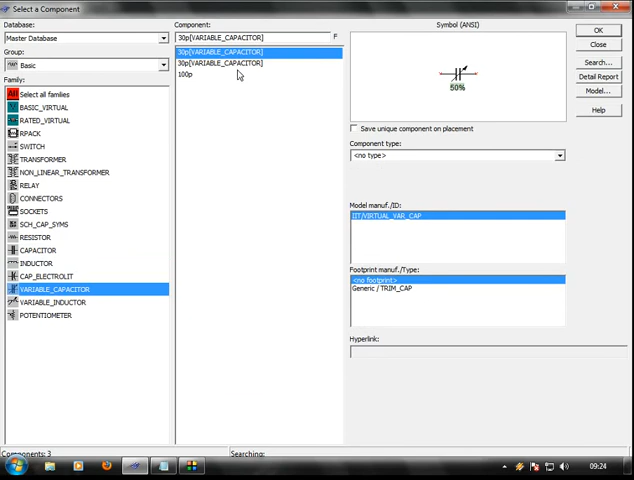 Select a Component
Database:
Master Database
Group:
Basic
Family:
Select all families
BASIC_VIRTUAL
RATED_VIRTUAL
RPACK
SWITCH
TRANSFORMER
NON_LINEAR_TRANSFORMER
RELAY
CONNECTORS
SOCKETS
SCH_CAP_SYMS
RESISTOR
CAPACITOR
INDUCTOR
CAP_ELECTROLIT
VARIABLE_CAPACITOR
VARIABLE_INDUCTOR
POTENTIOMETER
Components: 3
Component:
30p[VARIABLE_CAPACITOR]
F
30p[VARIABLE_CAPACITOR]
30p[VARIABLE_CAPACITOR]
100p
Searching:
Symbol (ANSI)
50%
Save unique component on placement
Component type:
<no type>
Model manuf./ID:
IIT/VIRTUAL_VAR_CAP
Footprint manuf./Type:
<no footprint>
Generic / TRIM_CAP
Hyperlink:
OK
Close
Search...
Detail Report
Model...
Help
09:24